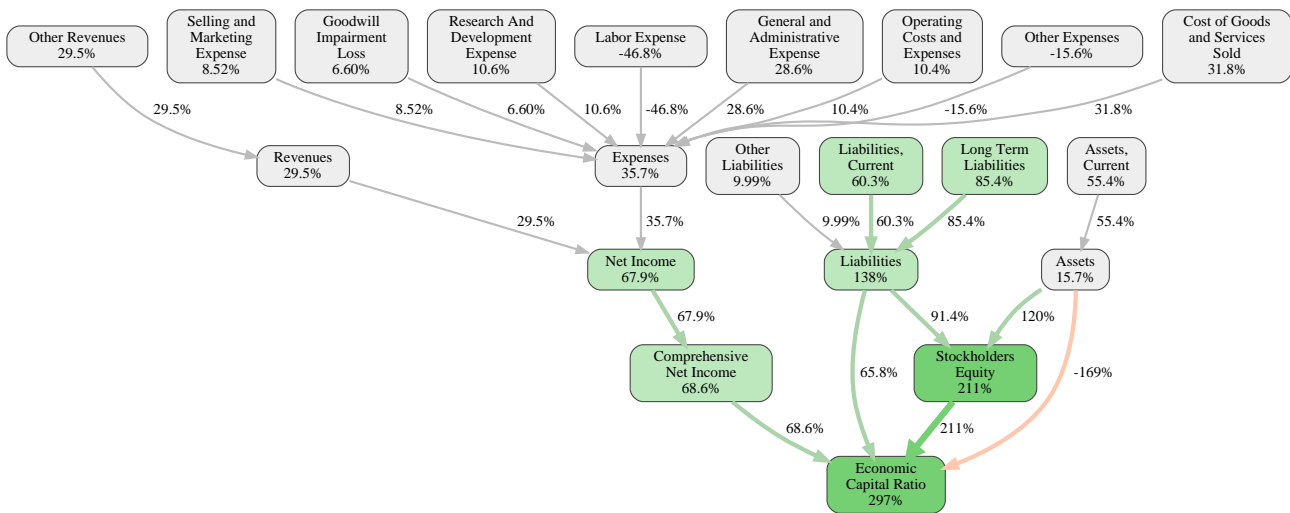 Other Revenues
29.5%
Selling and
Marketing
Expense
8.52%
Goodwill
Impairment
Loss
6.60%
Research And
Development
Expense
10.6%
Labor Expense
-46.8%
General and
Administrative
Expense
28.6%
Operating
Costs and
Expenses
10.4%
Other Expenses
-15.6%
Cost of Goods
and Services
Sold
31.8%
29.5%
8.52%
6.60%
10.6%
-46.8%
28.6%
10.4%
-15.6%
31.8%
Revenues
29.5%
Expenses
35.7%
Other
Liabilities
9.99%
Liabilities,
Current
60.3%
Long Term
Liabilities
85.4%
Assets,
Current
55.4%
29.5%
35.7%
9.99%
60.3%
85.4%
55.4%
Net Income
67.9%
Liabilities
138%
Assets
15.7%
67.9%
91.4%
120%
Comprehensive
Net Income
68.6%
65.8%
Stockholders
Equity
211%
-169%
68.6%
211%
Economic
Capital Ratio
297%